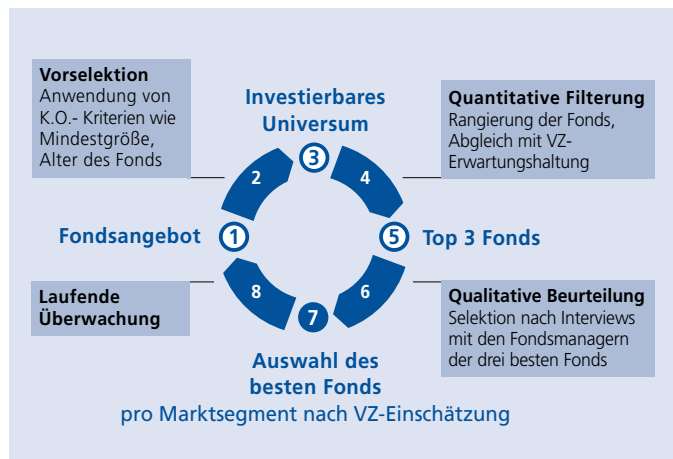 Vorselektion
Anwendung von
K.O.- Kriterien wie
Mindestgröße,
Alter des Fonds
Investierbares
Universum
Quantitative Filterung
Rangierung der Fonds,
Abgleich mit VZ-
Erwartungshaltung
3
2
4
Fondsangebot
1
5
Top 3 Fonds
Laufende
Überwachung
8
6
7
Qualitative Beurteilung
Selektion nach Interviews
mit den Fondsmanagern
der drei besten Fonds
Auswahl des
besten Fonds
pro Marktsegment nach VZ-Einschätzung